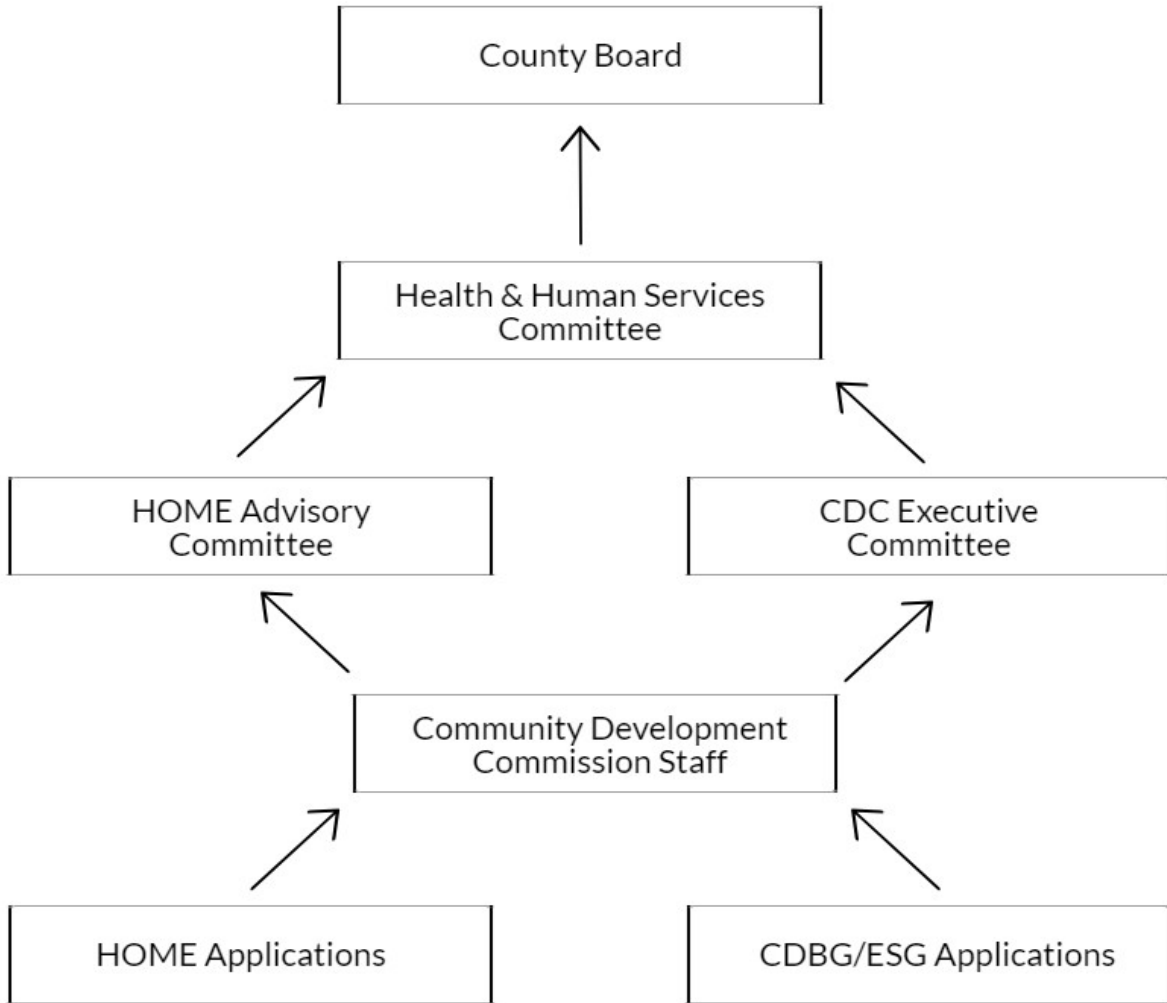 County Board
Health & Human Services
Committee
HOME Advisory
Committee
CDC Executive
Committee
Community Development
Commission Staff
HOME Applications
CDBG/ESG Applications